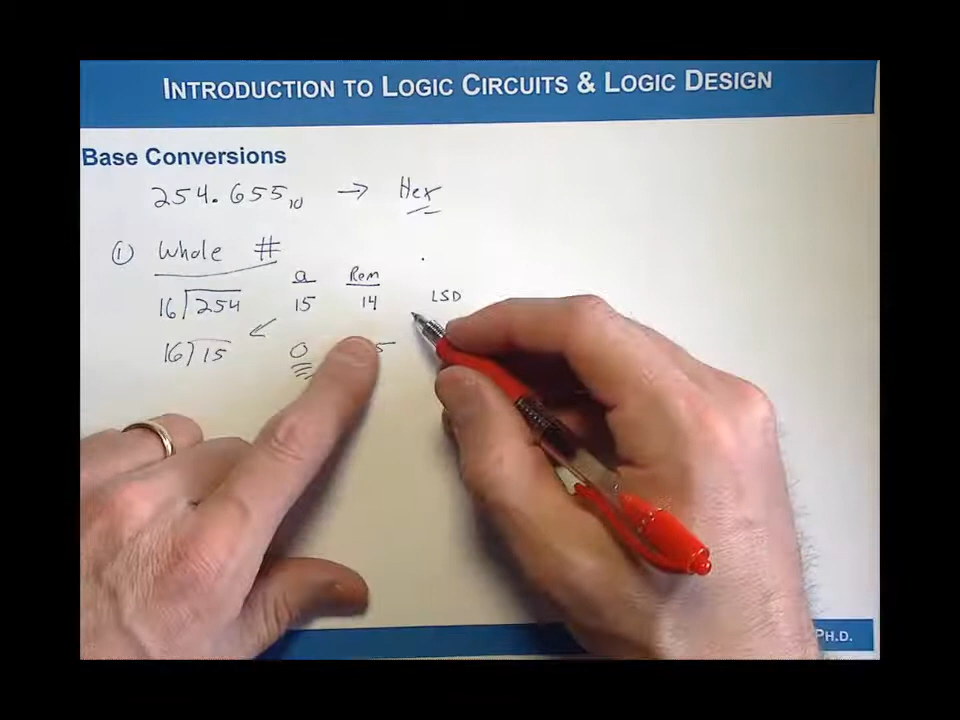 INTRODUCTION TO LOGIC CIRCUITS & LOGIC DESIGN
Base Conversions
254.655₁₀ → Hex
① Whole #
Q Rem
16)254 15 14 LSD
16)15 0 5
PH.D.